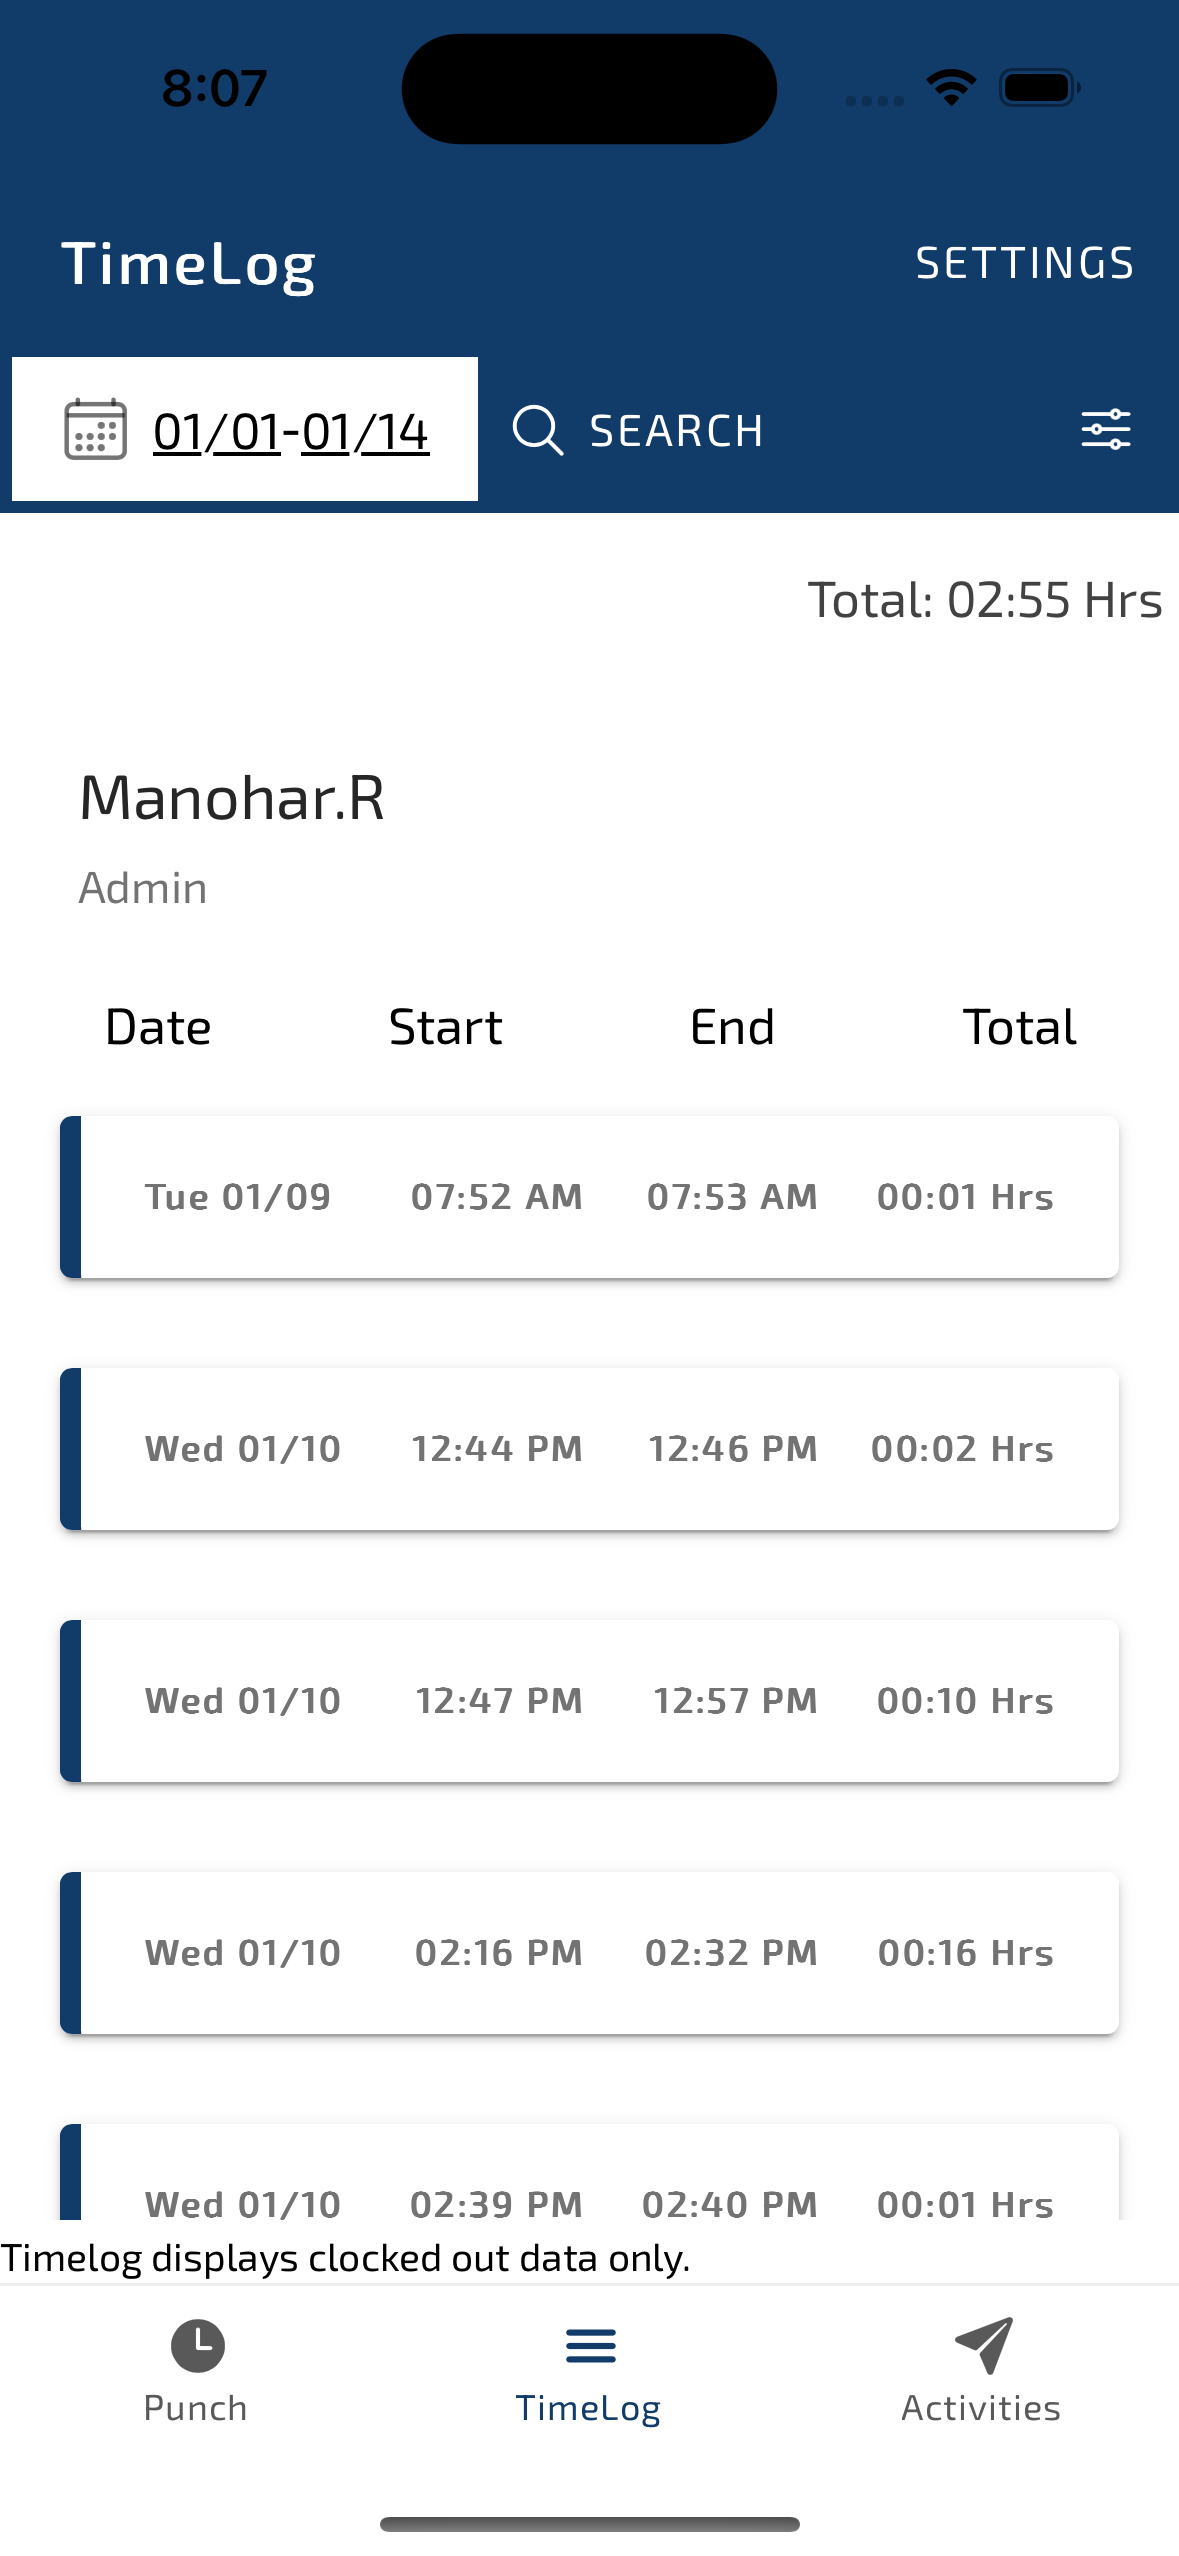 8:07
TimeLog SETTINGS
01/01-01/14 SEARCH
Total: 02:55 Hrs
Manohar.R
Admin
Date Start End Total
Tue 01/09 07:52 AM 07:53 AM 00:01 Hrs
Wed 01/10 12:44 PM 12:46 PM 00:02 Hrs
Wed 01/10 12:47 PM 12:57 PM 00:10 Hrs
Wed 01/10 02:16 PM 02:32 PM 00:16 Hrs
Wed 01/10 02:39 PM 02:40 PM 00:01 Hrs
Timelog displays clocked out data only.
Punch TimeLog Activities